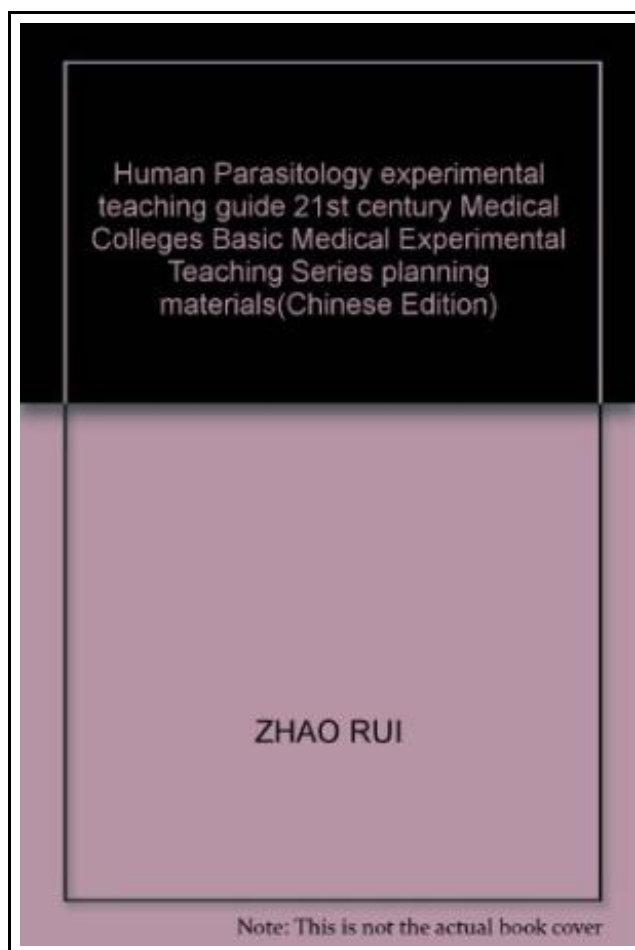 Human Parasitology experimental
teaching guide 21st century Medical
Colleges Basic Medical Experimental
Teaching Series planning
materials(Chinese Edition)
ZHAO RUI
Note: This is not the actual book cover